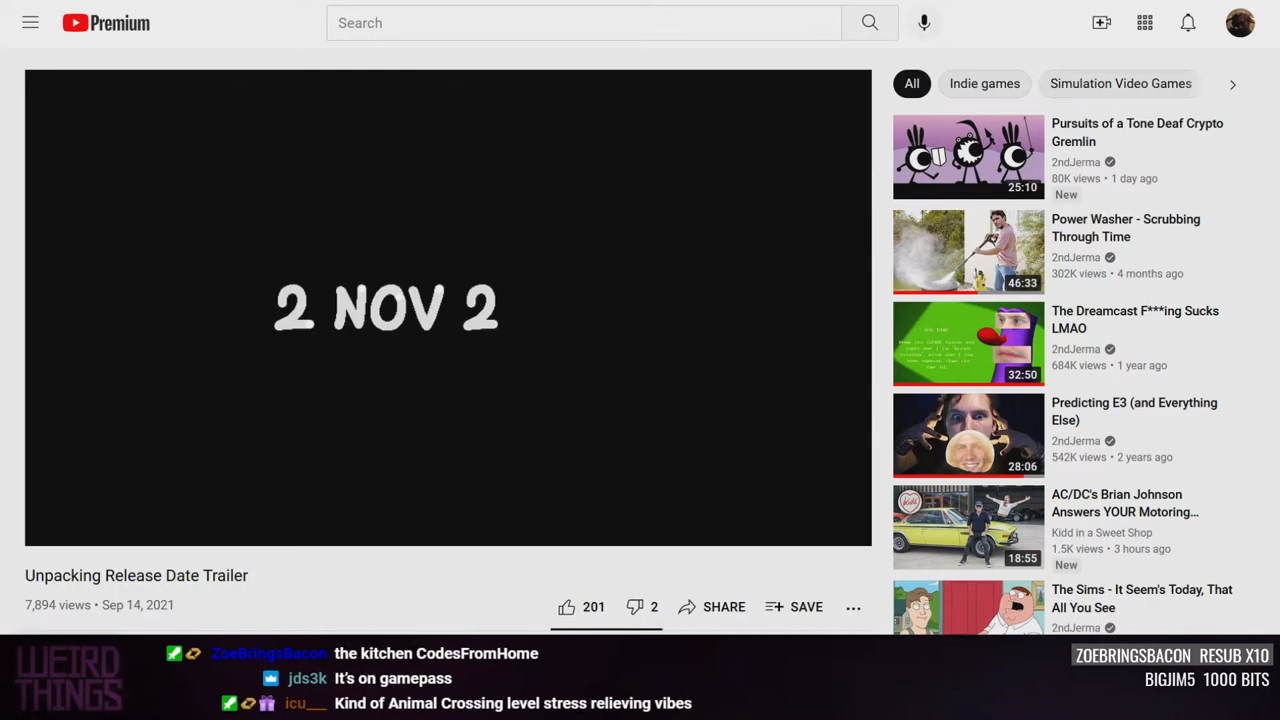 Premium
Search
2 NOV 2
Unpacking Release Date Trailer
7,894 views • Sep 14, 2021
201
2
SHARE
SAVE
All
Indie games
Simulation Video Games
25:10
Pursuits of a Tone Deaf Crypto
Gremlin
2ndJerma
80K views • 1 day ago
New
46:33
Power Washer - Scrubbing
Through Time
2ndJerma
302K views • 4 months ago
32:50
The Dreamcast F***ing Sucks
LMAO
2ndJerma
684K views • 1 year ago
28:06
Predicting E3 (and Everything
Else)
2ndJerma
542K views • 2 years ago
18:55
AC/DC's Brian Johnson
Answers YOUR Motoring...
Kidd in a Sweet Shop
1.5K views • 3 hours ago
New
The Sims - It Seem's Today, That
All You See
2ndJerma
WEIRD
THINGS
ZoeBringsBacon the kitchen CodesFromHome
jds3k It's on gamepass
icu___ Kind of Animal Crossing level stress relieving vibes
ZOEBRINGSBACON RESUB X10
BIGJIM5 1000 BITS